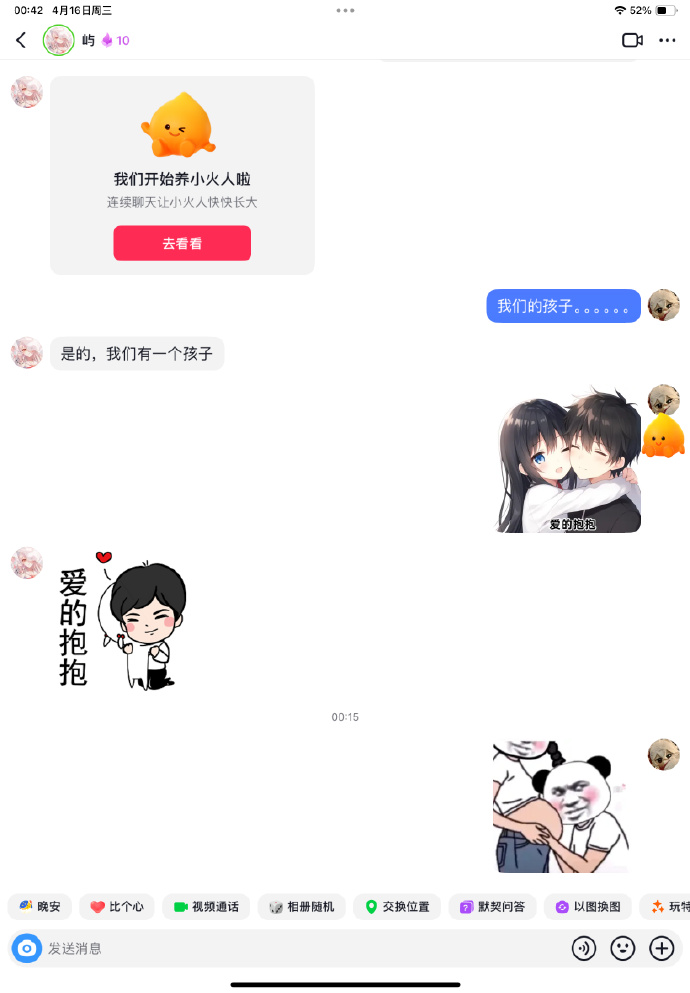 00:42 4月16日周三
52%
屿 10
我们开始养小火人啦
连续聊天让小火人快快长大
去看看
我们的孩子。。。。。。
是的，我们有一个孩子
爱的抱抱
爱的抱抱
00:15
晚安 比个心 视频通话 相册随机 交换位置 默契问答 以图换图 玩特
发送消息